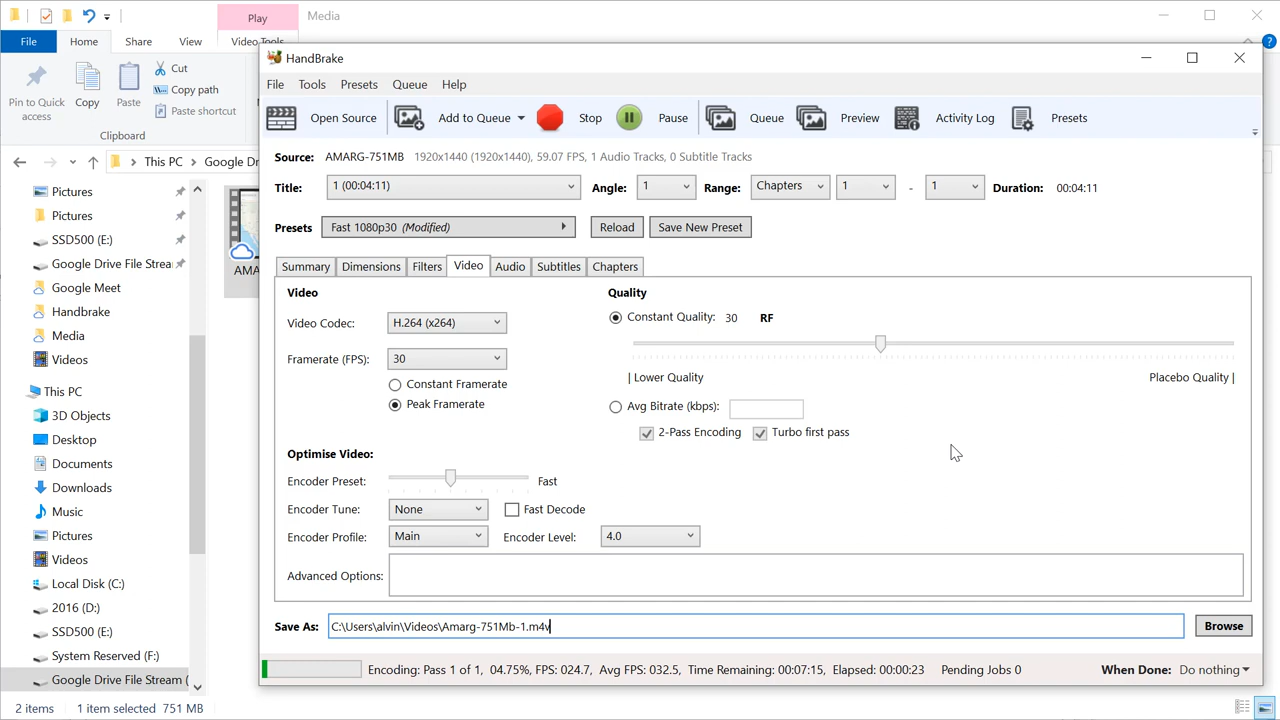 Play
Media
File
Home
Share
View
Video Tools
Pin to Quick
access
Copy
Paste
Cut
Copy path
Paste shortcut
Clipboard
This PC
Google Dr
Pictures
Pictures
SSD500 (E:)
Google Drive File Strea
Google Meet
Handbrake
Media
Videos
This PC
3D Objects
Desktop
Documents
Downloads
Music
Pictures
Videos
Local Disk (C:)
2016 (D:)
SSD500 (E:)
System Reserved (F:)
Google Drive File Stream (
2 items
1 item selected 751 MB
AMA
HandBrake
File Tools Presets Queue Help
Open Source
Add to Queue
Stop
Pause
Queue
Preview
Activity Log
Presets
Source: AMARG-751MB 1920x1440 (1920x1440), 59.07 FPS, 1 Audio Tracks, 0 Subtitle Tracks
Title: 1 (00:04:11) Angle: 1 Range: Chapters 1 - 1 Duration: 00:04:11
Presets Fast 1080p30 (Modified) Reload Save New Preset
Summary Dimensions Filters Video Audio Subtitles Chapters
Video
Video Codec: H.264 (x264)
Framerate (FPS): 30
Constant Framerate
Peak Framerate
Quality
Constant Quality: 30 RF
| Lower Quality Placebo Quality |
Avg Bitrate (kbps):
2-Pass Encoding Turbo first pass
Optimise Video:
Encoder Preset: Fast
Encoder Tune: None Fast Decode
Encoder Profile: Main Encoder Level: 4.0
Advanced Options:
Save As: C:\Users\alvin\Videos\Amarg-751Mb-1.m4v Browse
Encoding: Pass 1 of 1, 04.75%, FPS: 024.7, Avg FPS: 032.5, Time Remaining: 00:07:15, Elapsed: 00:00:23 Pending Jobs 0 When Done: Do nothing